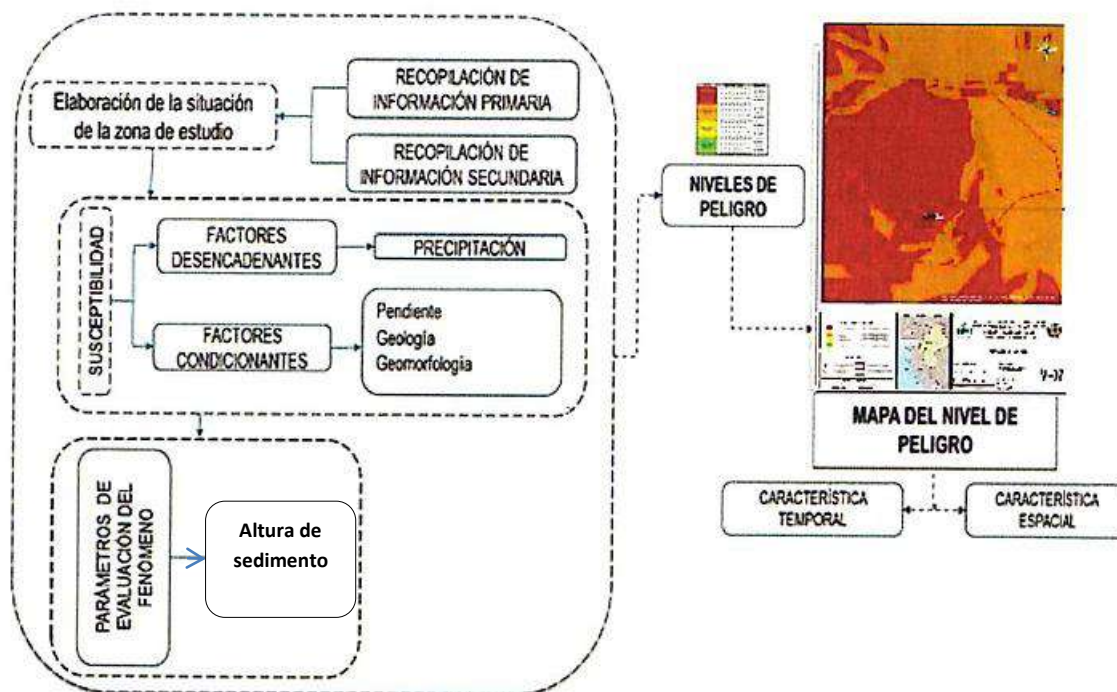 Elaboración de la situación
de la zona de estudio
RECOPILACIÓN DE
INFORMACIÓN PRIMARIA
RECOPILACIÓN DE
INFORMACIÓN SECUNDARIA
SUSCEPTIBILIDAD
FACTORES
DESENCADENANTES
PRECIPITACIÓN
FACTORES
CONDICIONANTES
Pendiente
Geología
Geomorfología
PARÁMETROS DE
EVALUACIÓN DEL
FENÓMENO
Altura de
sedimento
NIVELES DE
PELIGRO
MAPA DEL NIVEL DE
PELIGRO
CARACTERÍSTICA
TEMPORAL
CARACTERÍSTICA
ESPACIAL